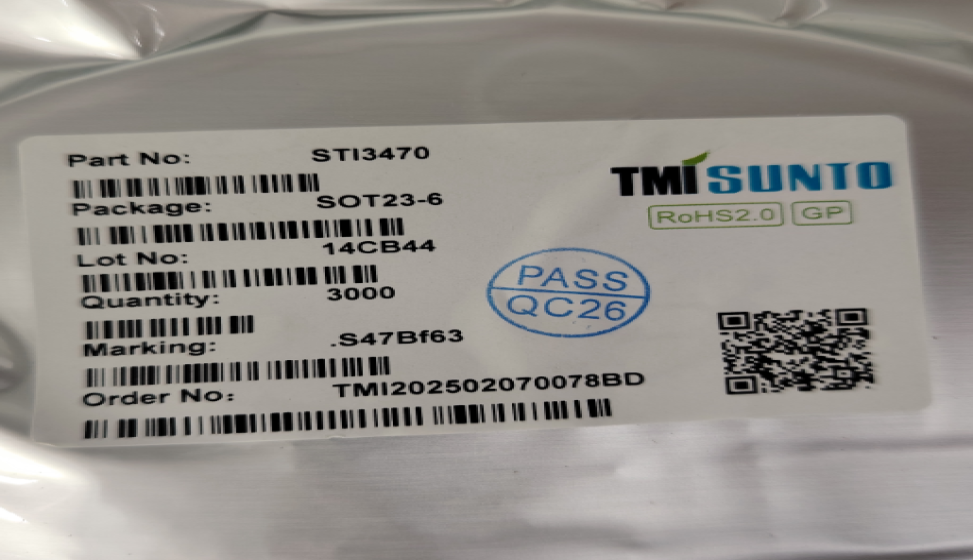 Part No: STI3470
Package: SOT23-6
Lot No: 14CB44
Quantity: 3000
Marking: .S47Bf63
Order No: TMI202502070078BD
TMI SUNTO
RoHS2.0 GP
PASS
QC26